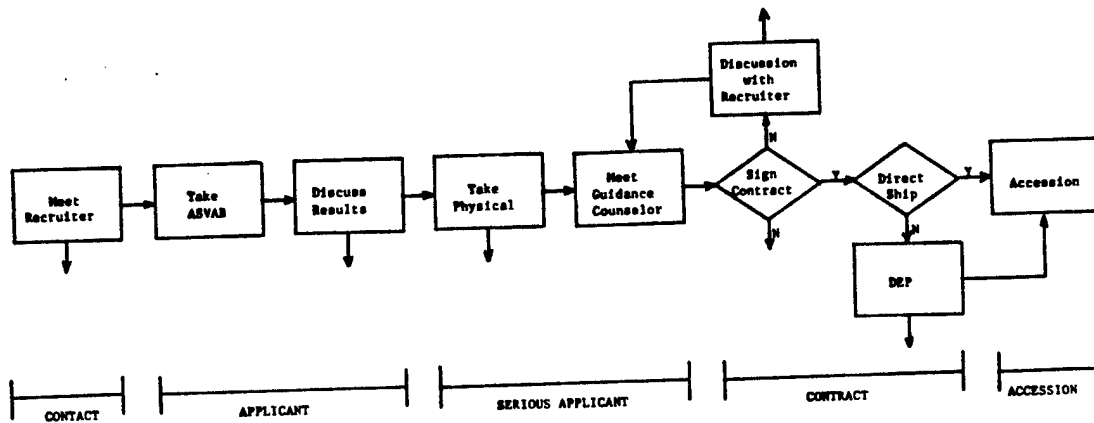 Discussion
with
Recruiter
N
Meet
Recruiter
Take
ASVAB
Discuss
Results
Take
Physical
Meet
Guidance
Counselor
Sign
Contract
Y
Direct
Ship
Y
Accession
N
N
DEP
CONTACT
APPLICANT
SERIOUS APPLICANT
CONTRACT
ACCESSION